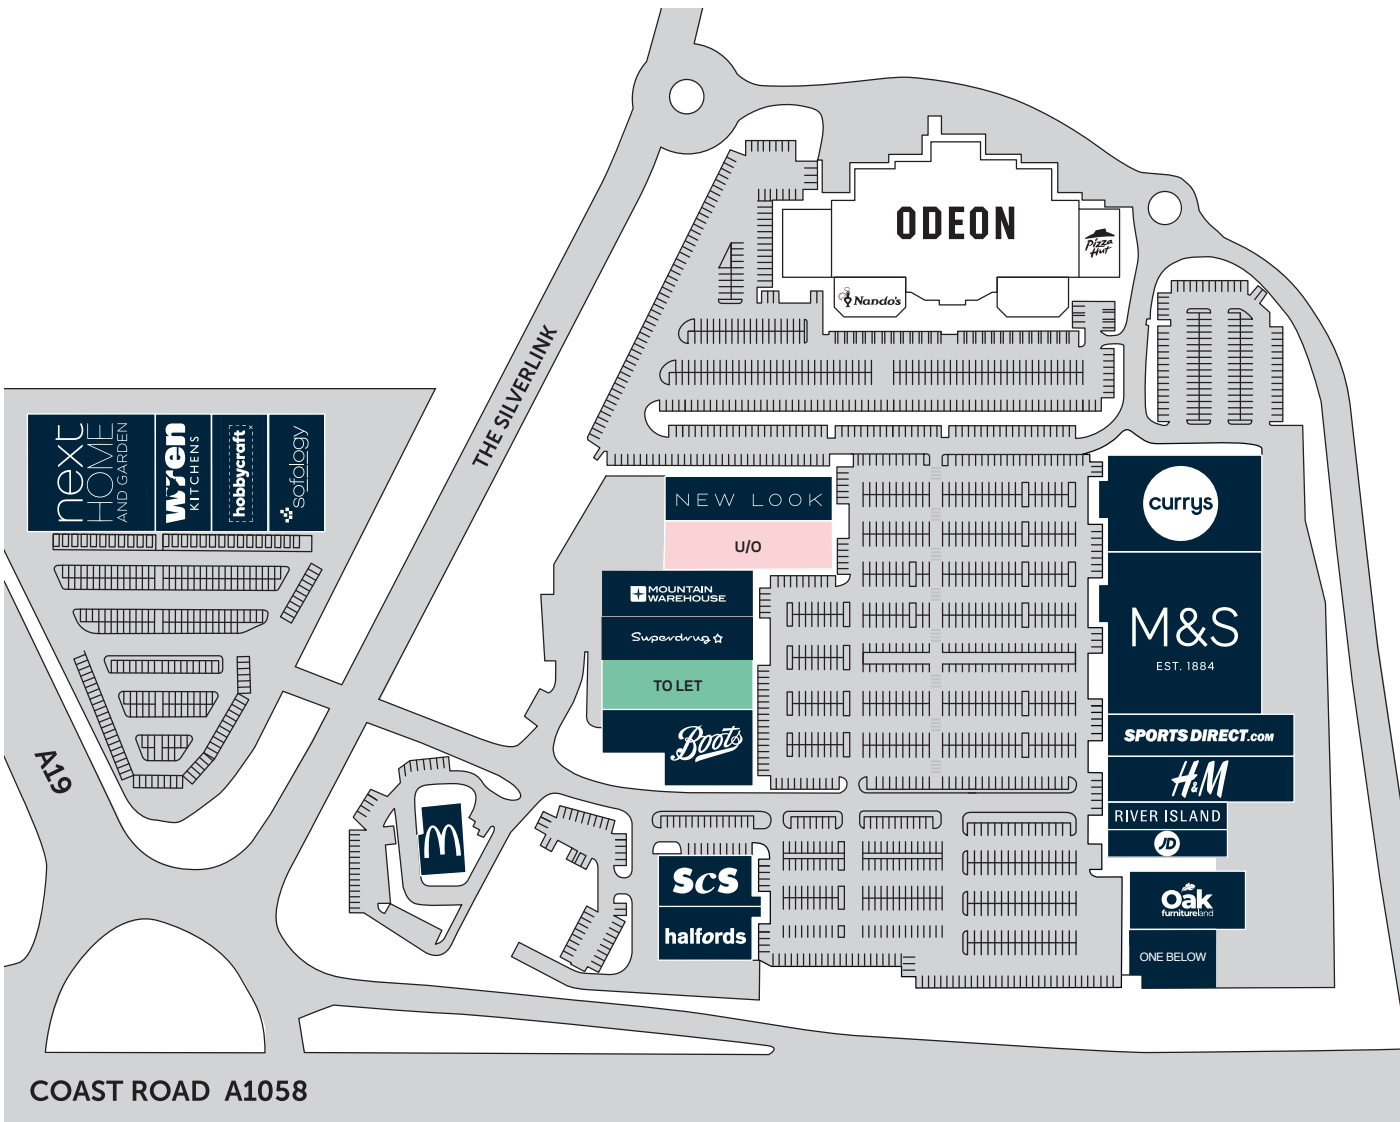 ODEON
Pizza
Hut
Nando's
THE SILVERLINK
next
HOME
AND GARDEN
wren
KITCHENS
hobbycraft
sofology
NEW LOOK
U/O
MOUNTAIN
WAREHOUSE
Superdrug
TO LET
Boots
currys
M&S
EST. 1884
SPORTS DIRECT.COM
H&M
RIVER ISLAND
JD
Oak
furnitureland
ONE BELOW
A19
M
ScS
halfords
COAST ROAD A1058